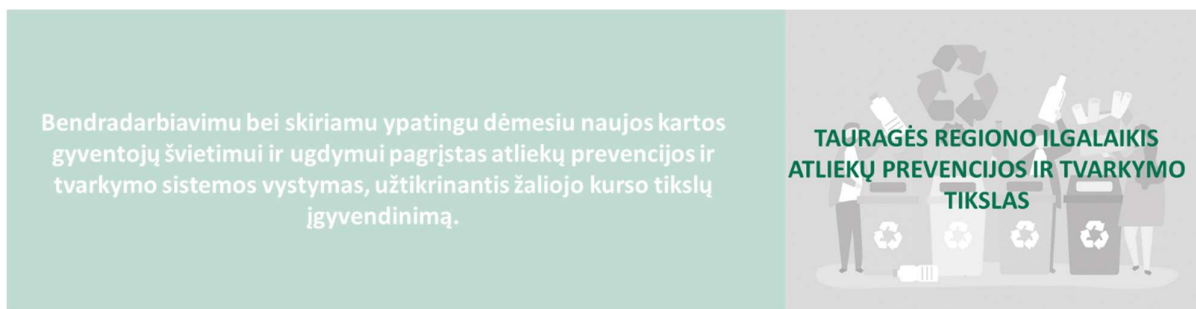 Bendradarbiavimu bei skiriamu ypatingu dėmesiu naujos kartos
gyventojų švietimui ir ugdymui pagrįstas atliekų prevencijos ir
tvarkymo sistemos vystymas, užtikrinantis žaliojo kurso tikslų
įgyvendinimą.
TAURAGĖS REGIONO ILGALAIKIS
ATLIEKŲ PREVENCIJOS IR TVARKYMO
TIKSLAS